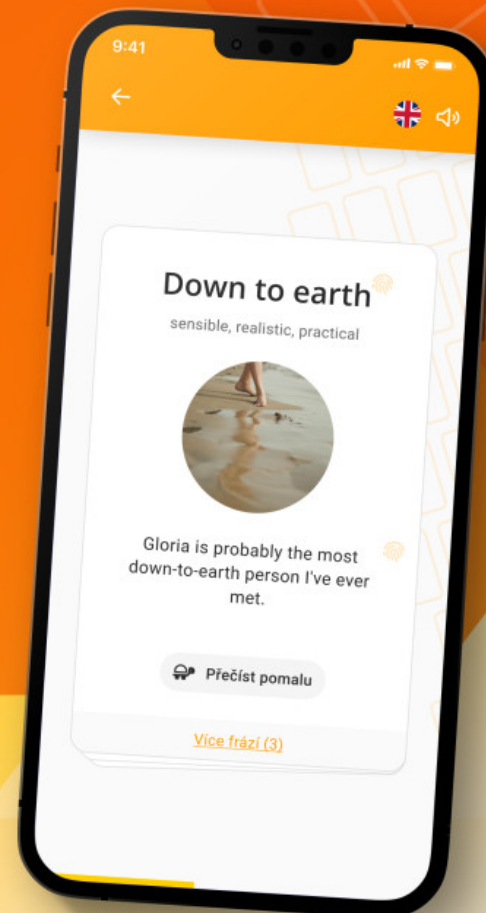 9:41
Down to earth
sensible, realistic, practical
Gloria is probably the most
down-to-earth person I've ever
met.
Přečíst pomalu
Více frází (3)